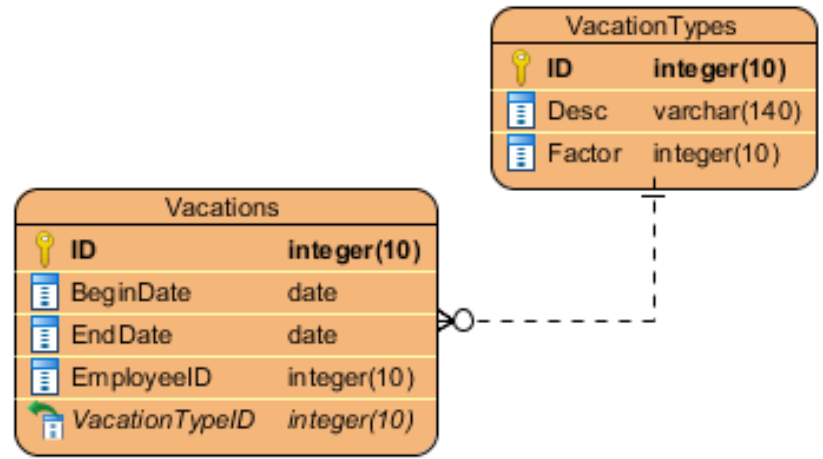 VacationTypes
ID integer(10)
Desc varchar(140)
Factor integer(10)
Vacations
ID integer(10)
BeginDate date
EndDate date
EmployeeID integer(10)
VacationTypeID integer(10)